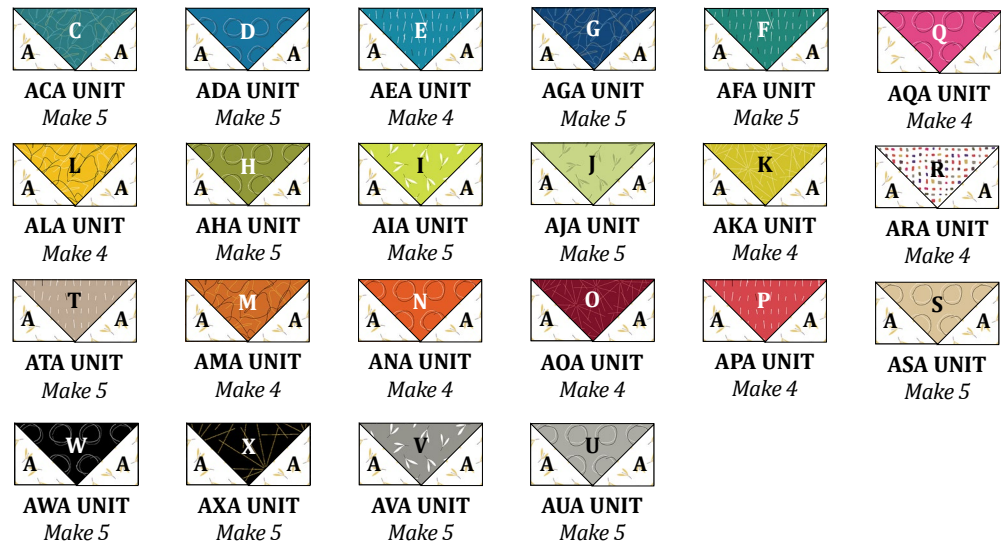 C D E G F Q
A A A A A A A A A A A A
ACA UNIT ADA UNIT AEA UNIT AGA UNIT AFA UNIT AQA UNIT
Make 5 Make 5 Make 4 Make 5 Make 5 Make 4
L H I J K R
A A A A A A A A A A A A
ALA UNIT AHA UNIT AIA UNIT AJA UNIT AKA UNIT ARA UNIT
Make 4 Make 5 Make 5 Make 5 Make 4 Make 4
T M N O P S
A A A A A A A A A A A A
ATA UNIT AMA UNIT ANA UNIT AOA UNIT APA UNIT ASA UNIT
Make 5 Make 4 Make 4 Make 4 Make 4 Make 5
W X V U
A A A A A A A A
AWA UNIT AXA UNIT AVA UNIT AUA UNIT
Make 5 Make 5 Make 5 Make 5